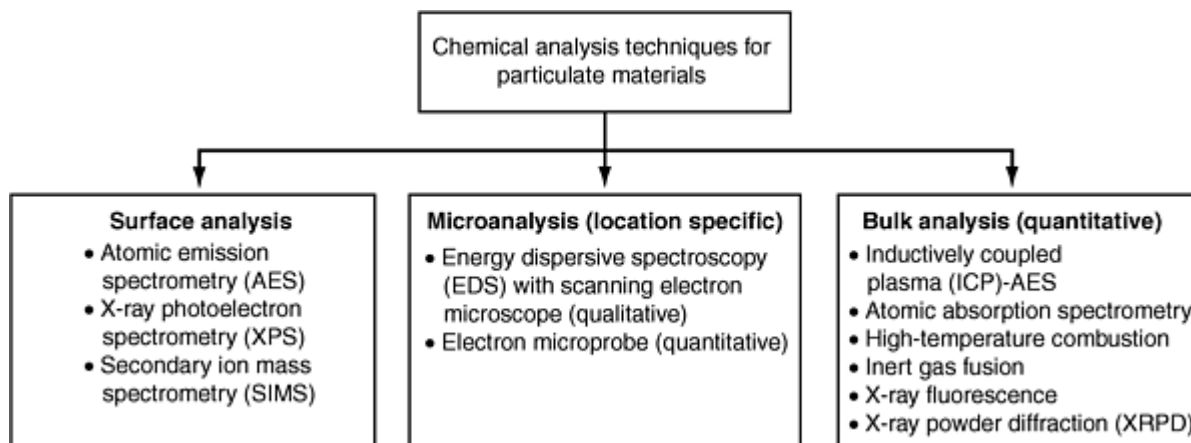 Chemical analysis techniques for
particulate materials
Surface analysis
• Atomic emission
spectrometry (AES)
• X-ray photoelectron
spectrometry (XPS)
• Secondary ion mass
spectrometry (SIMS)
Microanalysis (location specific)
• Energy dispersive spectroscopy
(EDS) with scanning electron
microscope (qualitative)
• Electron microprobe (quantitative)
Bulk analysis (quantitative)
• Inductively coupled
plasma (ICP)-AES
• Atomic absorption spectrometry
• High-temperature combustion
• Inert gas fusion
• X-ray fluorescence
• X-ray powder diffraction (XRPD)